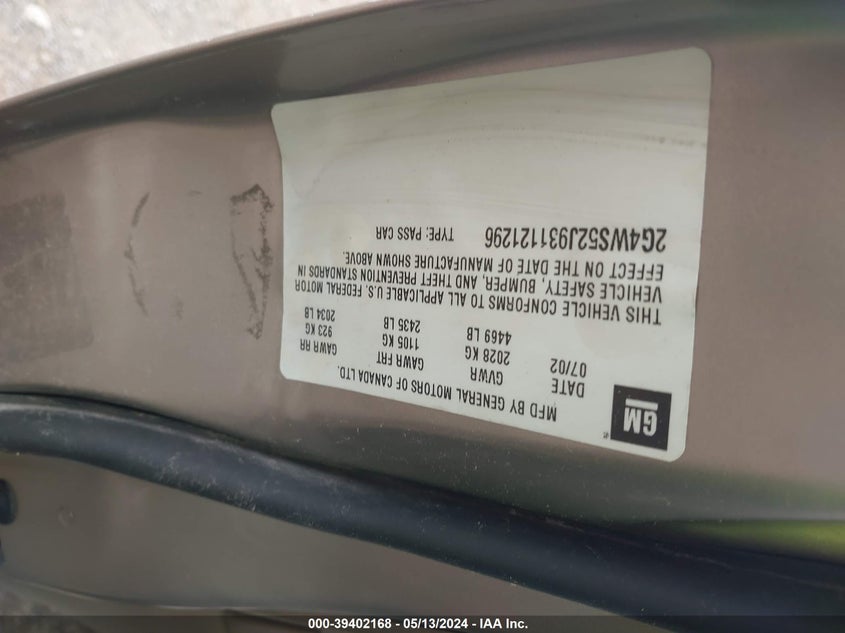 GM
®
MFD BY GENERAL MOTORS OF CANADA LTD.
DATE GVWR GAWR FRT GAWR RR
07/02 2028 KG 1105 KG 923 KG
4469 LB 2435 LB 2034 LB
THIS VEHICLE CONFORMS TO ALL APPLICABLE U.S. FEDERAL MOTOR
VEHICLE SAFETY, BUMPER, AND THEFT PREVENTION STANDARDS IN
EFFECT ON THE DATE OF MANUFACTURE SHOWN ABOVE.
2G4WS52J931121296 TYPE: PASS CAR
000-39402168 - 05/13/2024 - IAA Inc.